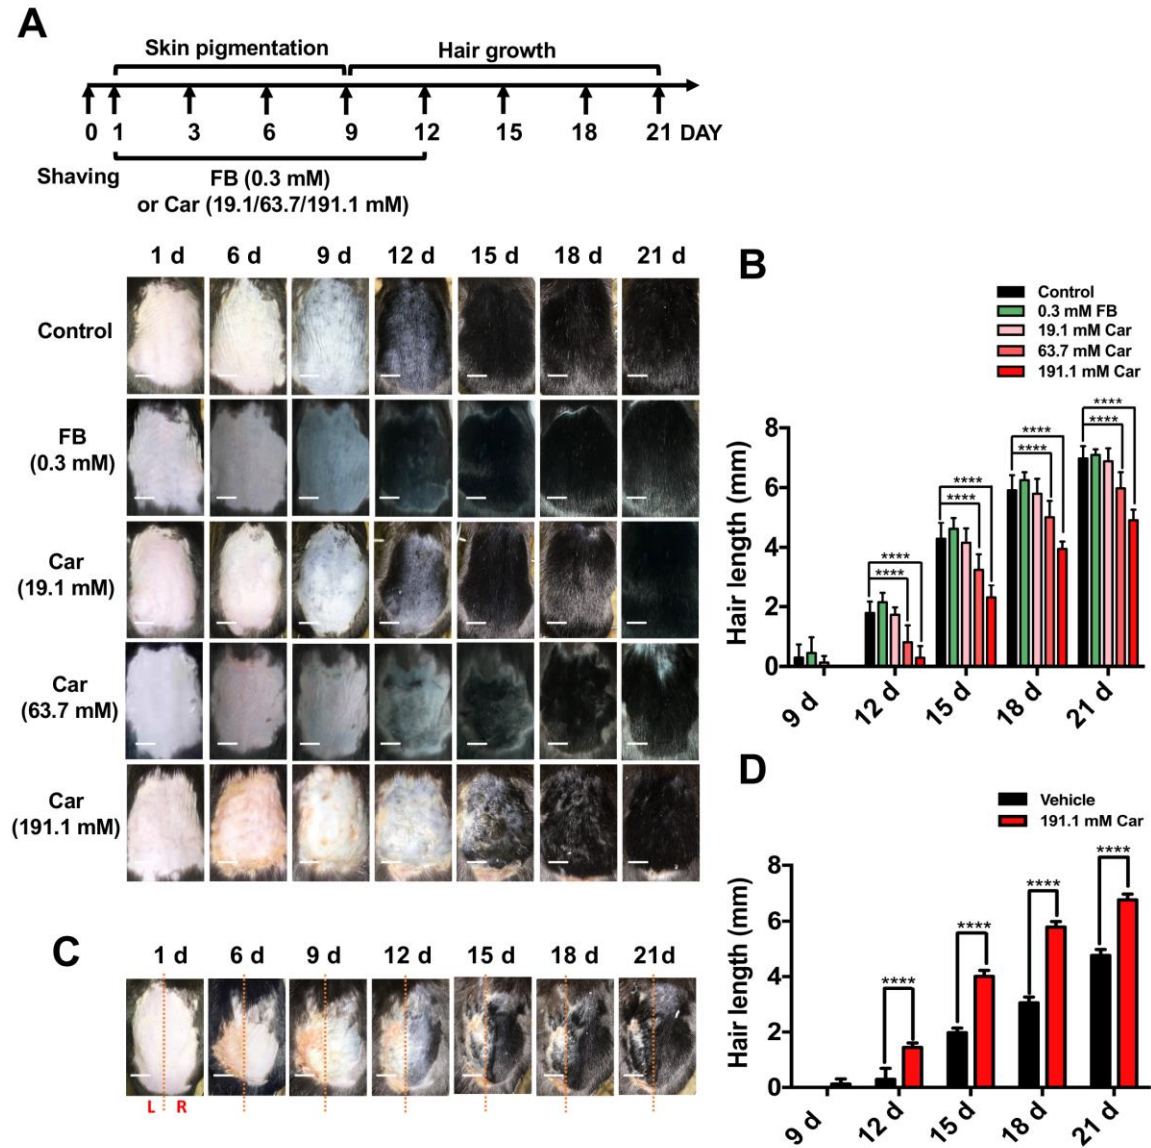 A
Skin pigmentation Hair growth
0 1 3 6 9 12 15 18 21 DAY
Shaving FB (0.3 mM)
or Car (19.1/63.7/191.1 mM)
1 d 6 d 9 d 12 d 15 d 18 d 21 d
Control
FB
(0.3 mM)
Car
(19.1 mM)
Car
(63.7 mM)
Car
(191.1 mM)
B
Control
0.3 mM FB
19.1 mM Car
63.7 mM Car
191.1 mM Car
Hair length (mm)
8
6
4
2
0
**** **** **** ****
**** **** **** ****
9 d 12 d 15 d 18 d 21 d
C
1 d 6 d 9 d 12 d 15 d 18 d 21 d
L R
D
Vehicle
191.1 mM Car
Hair length (mm)
8
6
4
2
0
**** **** **** ****
9 d 12 d 15 d 18 d 21 d